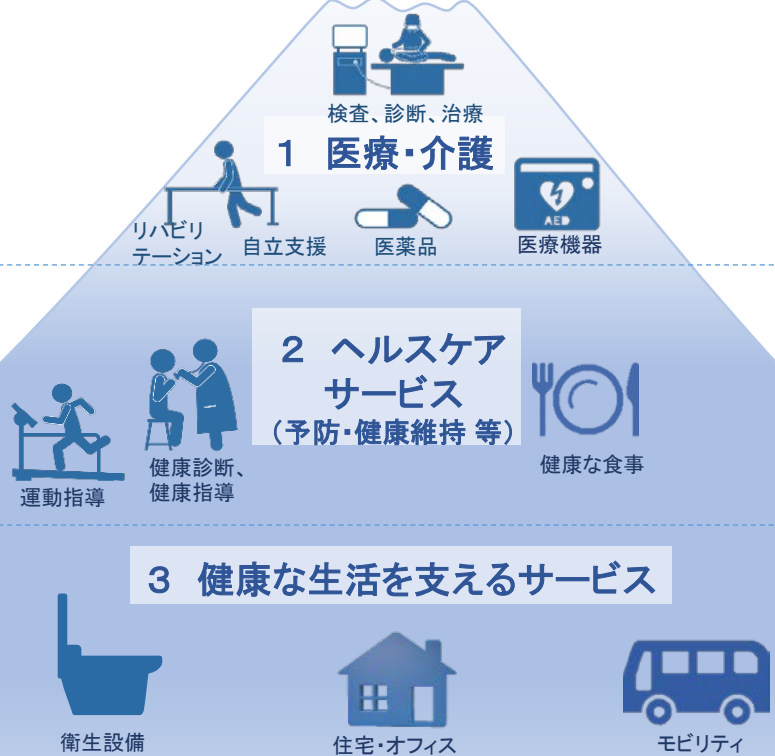 検査、診断、治療
１　医療・介護
リハビリ
テーション
自立支援
医薬品
AED
医療機器
２　ヘルスケア
サービス
（予防・健康維持 等）
運動指導
健康診断、
健康指導
健康な食事
３　健康な生活を支えるサービス
衛生設備
住宅・オフィス
モビリティ